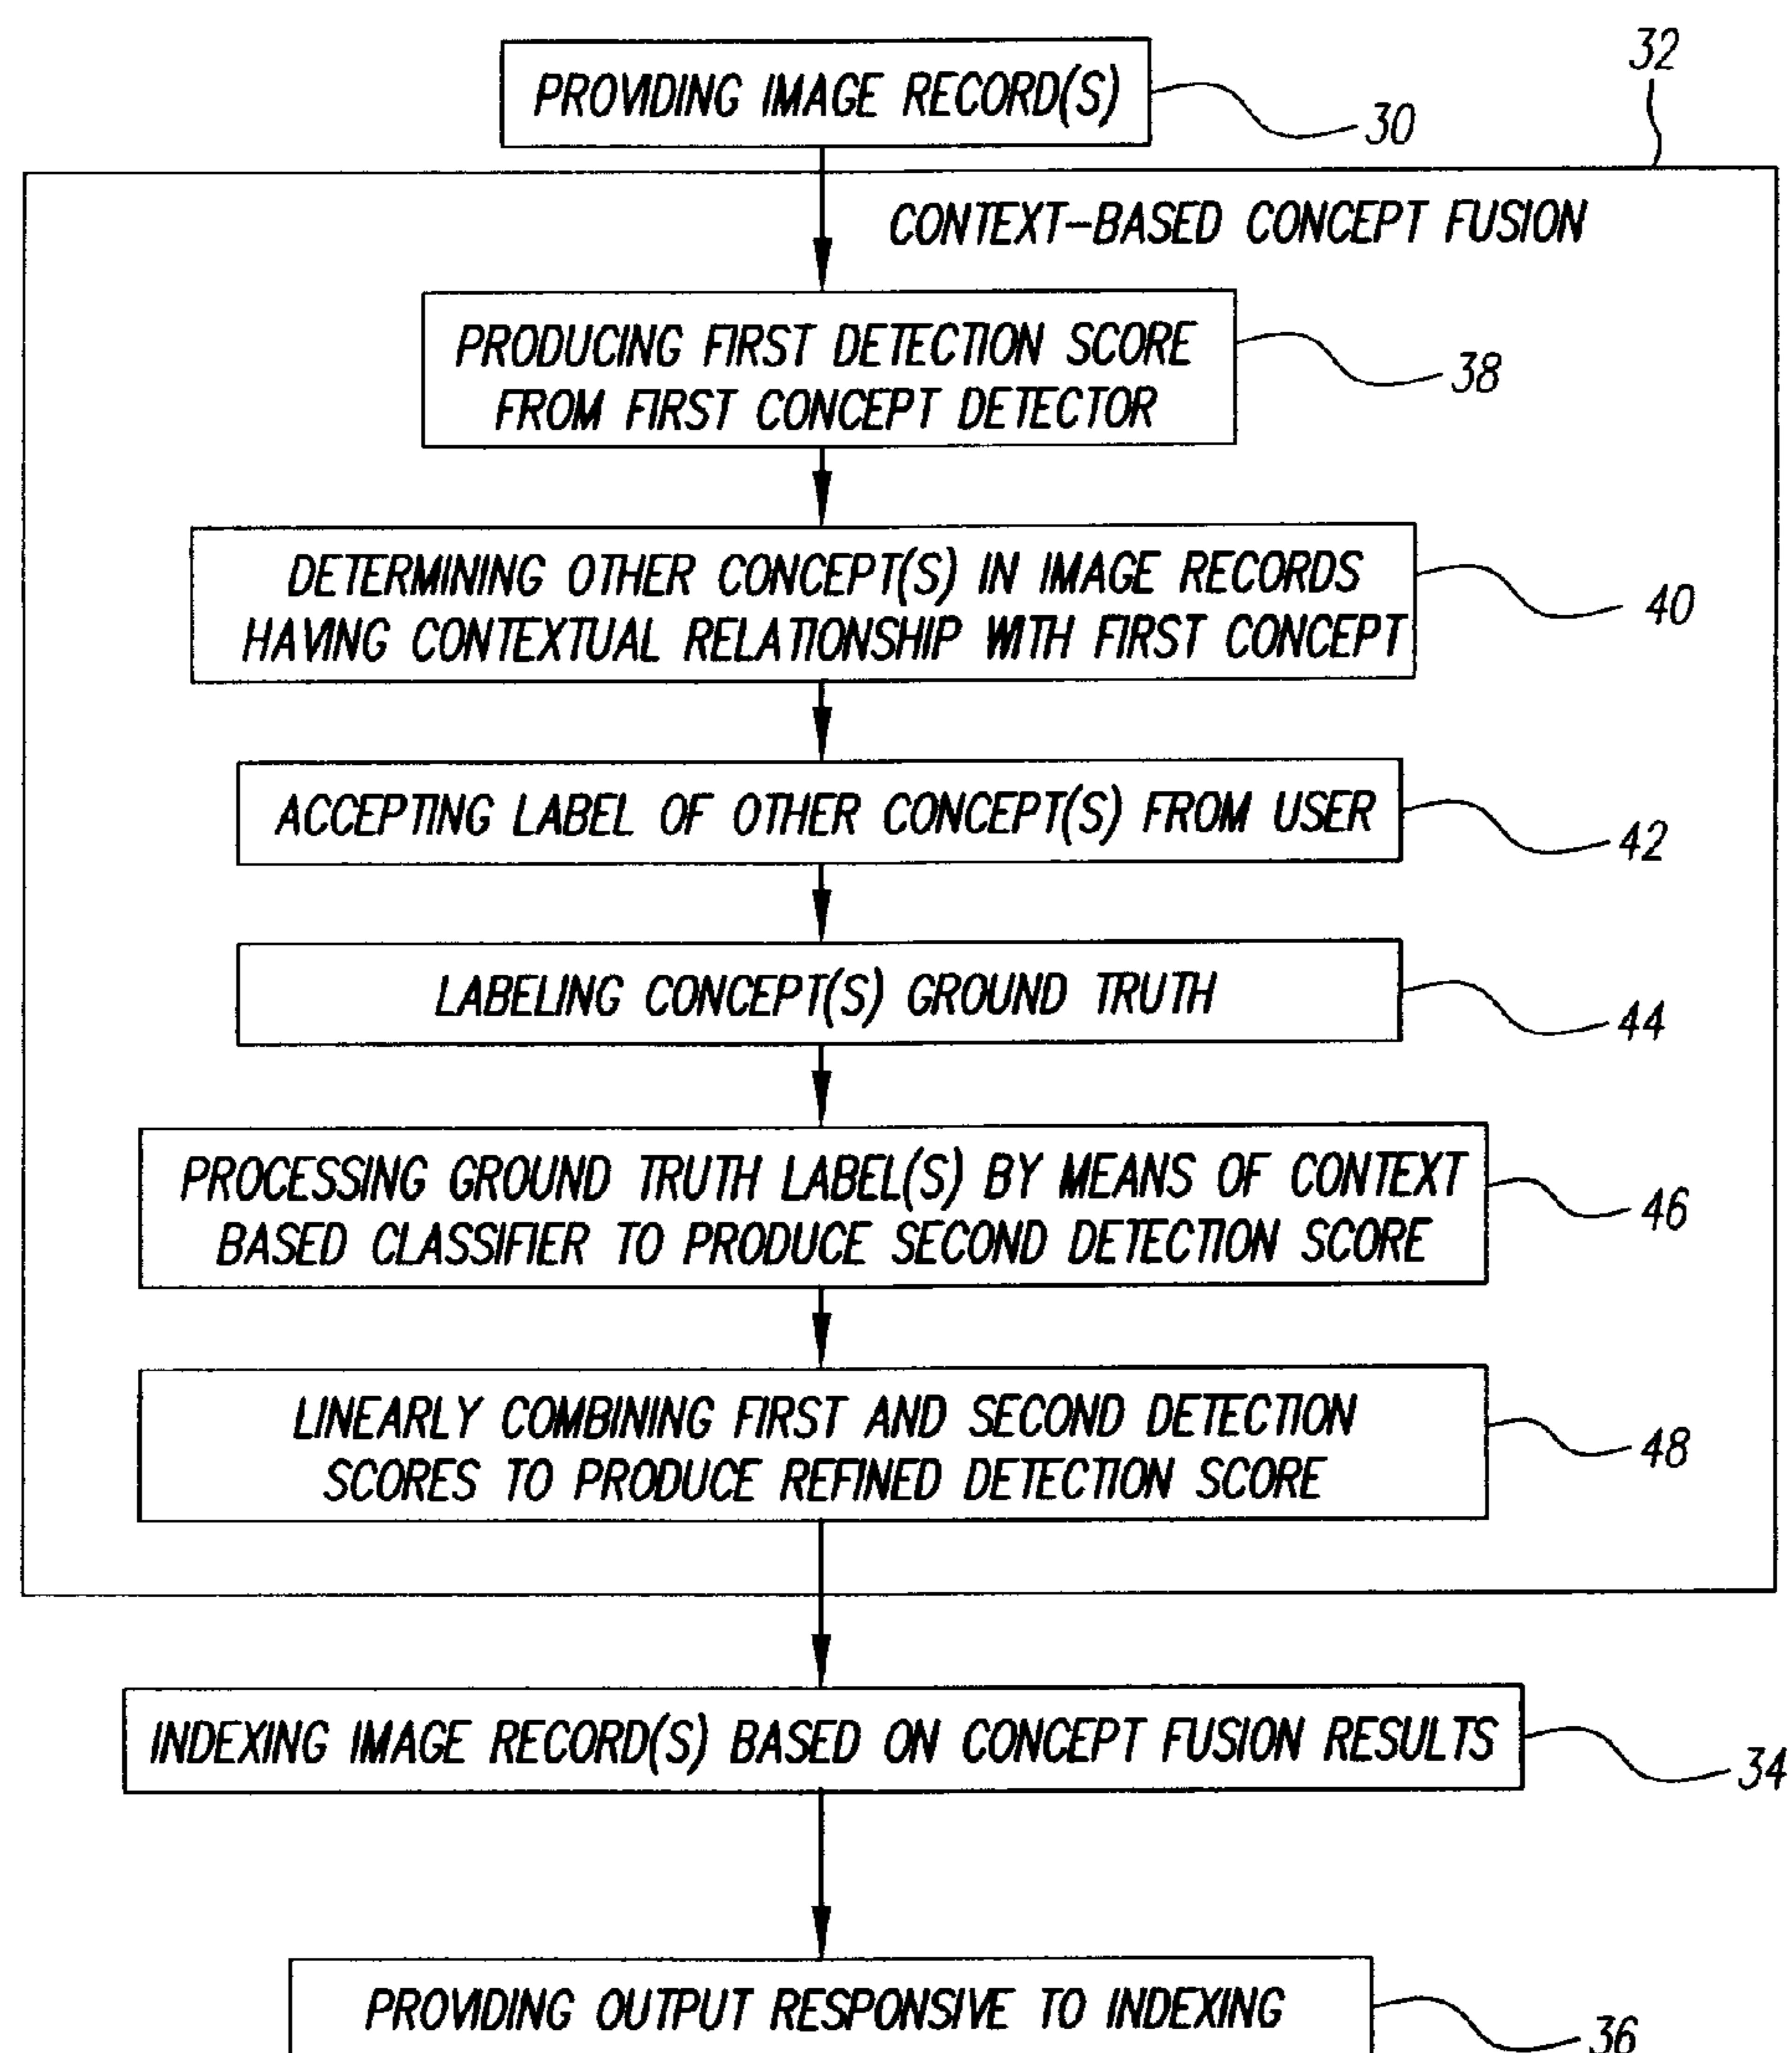 32
PROVIDING IMAGE RECORD(S)
30
CONTEXT-BASED CONCEPT FUSION
PRODUCING FIRST DETECTION SCORE
FROM FIRST CONCEPT DETECTOR
38
DETERMINING OTHER CONCEPT(S) IN IMAGE RECORDS
HAVING CONTEXTUAL RELATIONSHIP WITH FIRST CONCEPT
40
ACCEPTING LABEL OF OTHER CONCEPT(S) FROM USER
42
LABELING CONCEPT(S) GROUND TRUTH
44
PROCESSING GROUND TRUTH LABEL(S) BY MEANS OF CONTEXT
BASED CLASSIFIER TO PRODUCE SECOND DETECTION SCORE
46
LINEARLY COMBINING FIRST AND SECOND DETECTION
SCORES TO PRODUCE REFINED DETECTION SCORE
48
INDEXING IMAGE RECORD(S) BASED ON CONCEPT FUSION RESULTS
34
PROVIDING OUTPUT RESPONSIVE TO INDEXING
36